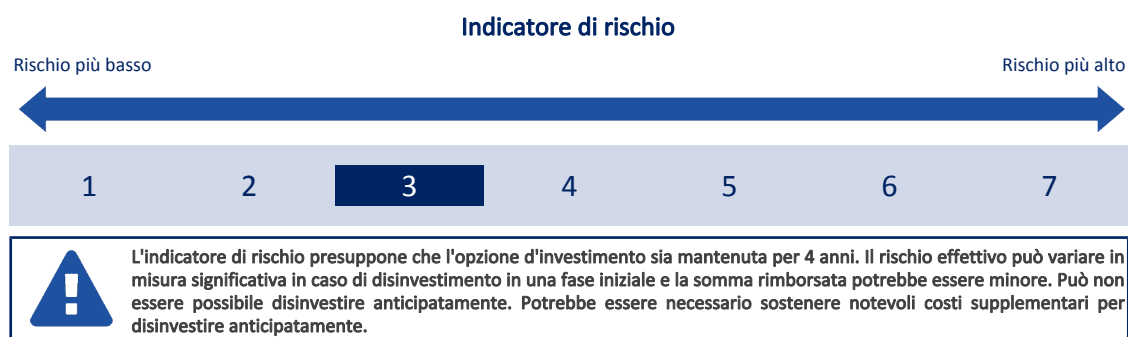 Indicatore di rischio
Rischio più basso
Rischio più alto
1 2 3 4 5 6 7
L'indicatore di rischio presuppone che l'opzione d'investimento sia mantenuta per 4 anni. Il rischio effettivo può variare in
misura significativa in caso di disinvestimento in una fase iniziale e la somma rimborsata potrebbe essere minore. Può non
essere possibile disinvestire anticipatamente. Potrebbe essere necessario sostenere notevoli costi supplementari per
disinvestire anticipatamente.